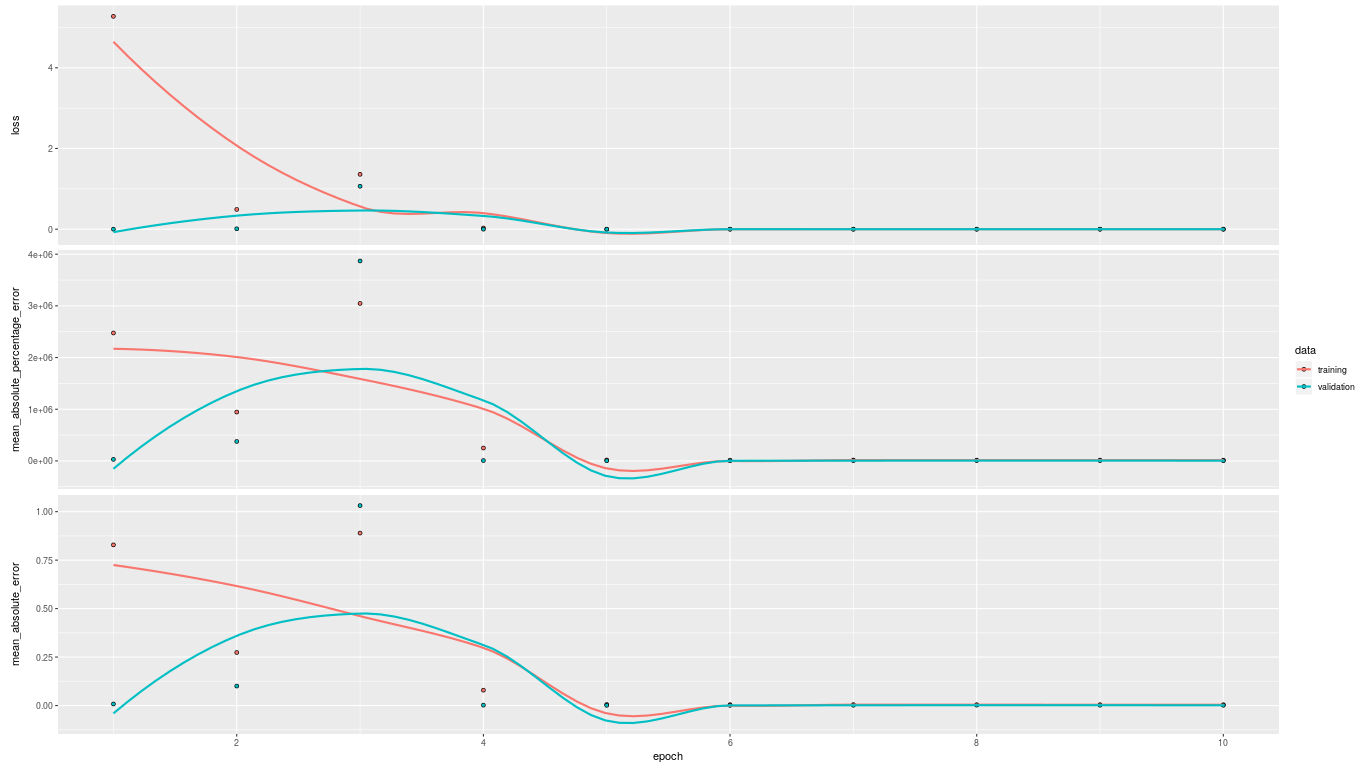 loss
4
2
0
mean_absolute_percentage_error
4e+06
3e+06
2e+06
1e+06
0e+00
mean_absolute_error
1.00
0.75
0.50
0.25
0.00
2 4 6 8 10
epoch
data
training
validation